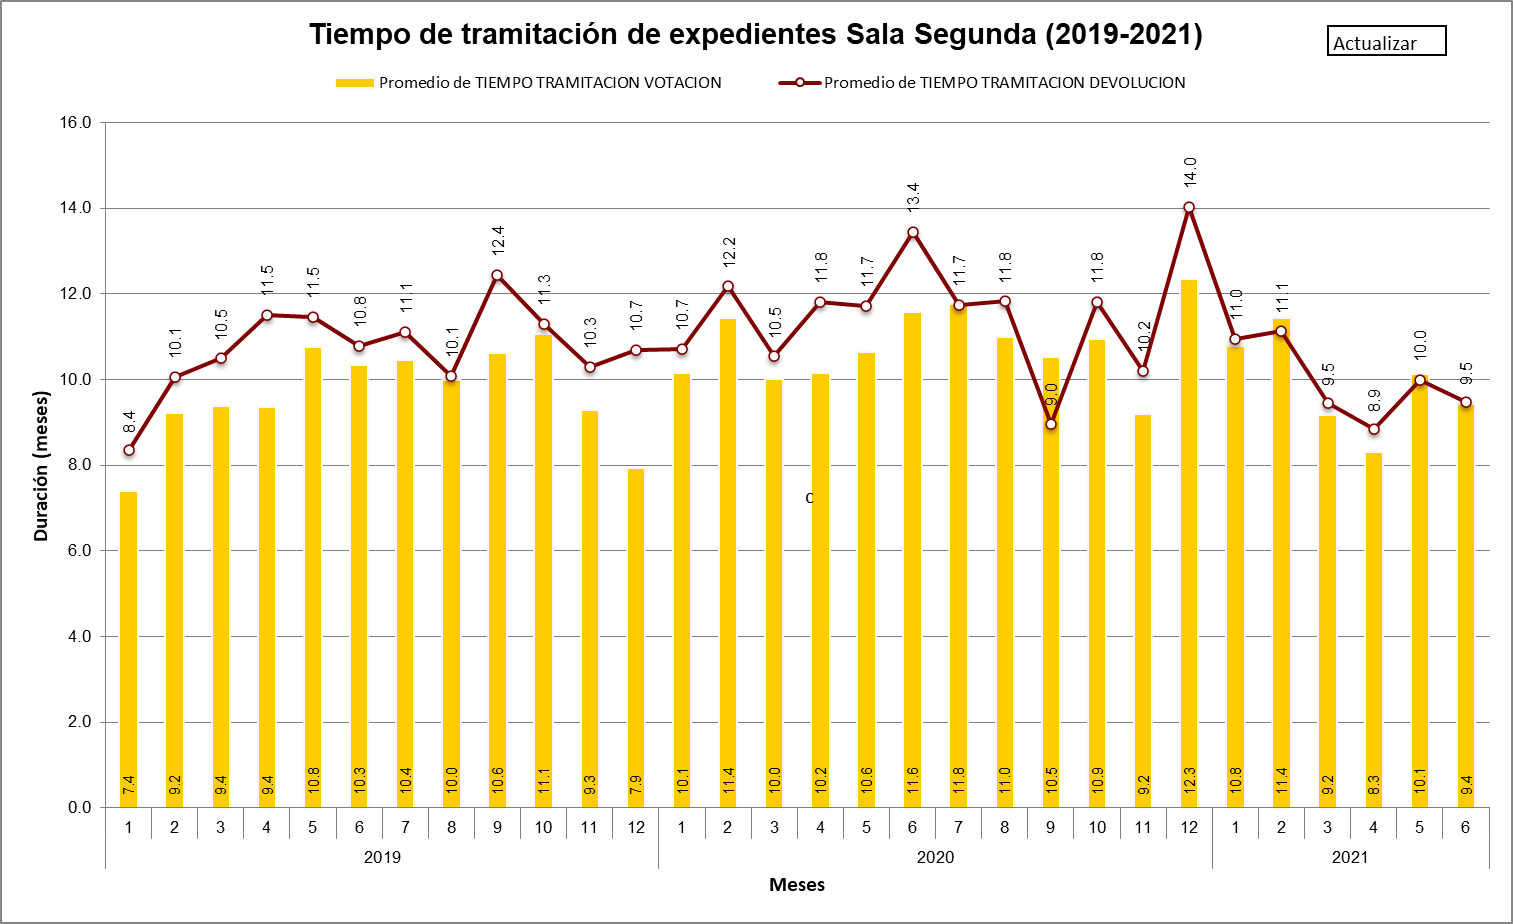 Tiempo de tramitación de expedientes Sala Segunda (2019-2021)
Actualizar
Promedio de TIEMPO TRAMITACION VOTACION
Promedio de TIEMPO TRAMITACION DEVOLUCION
Duración (meses)
16.0
14.0
12.0
10.0
8.0
6.0
4.0
2.0
0.0
8.4 10.1 10.5 11.5 11.5 10.8 11.1 10.1 12.4 11.3 10.3 10.7 10.7 12.2 10.5 11.8 11.7 13.4 11.7 11.8 9.0 11.8 10.2 14.0 11.0 11.1 9.5 8.9 10.0 9.5
c
7.4 9.2 9.4 9.4 10.8 10.3 10.4 10.0 10.6 11.1 9.3 7.9 10.1 11.4 10.0 10.2 10.6 11.6 11.8 11.0 10.5 10.9 9.2 12.3 10.8 11.4 9.2 8.3 10.1 9.4
1 2 3 4 5 6 7 8 9 10 11 12 1 2 3 4 5 6 7 8 9 10 11 12 1 2 3 4 5 6
2019 2020 2021
Meses